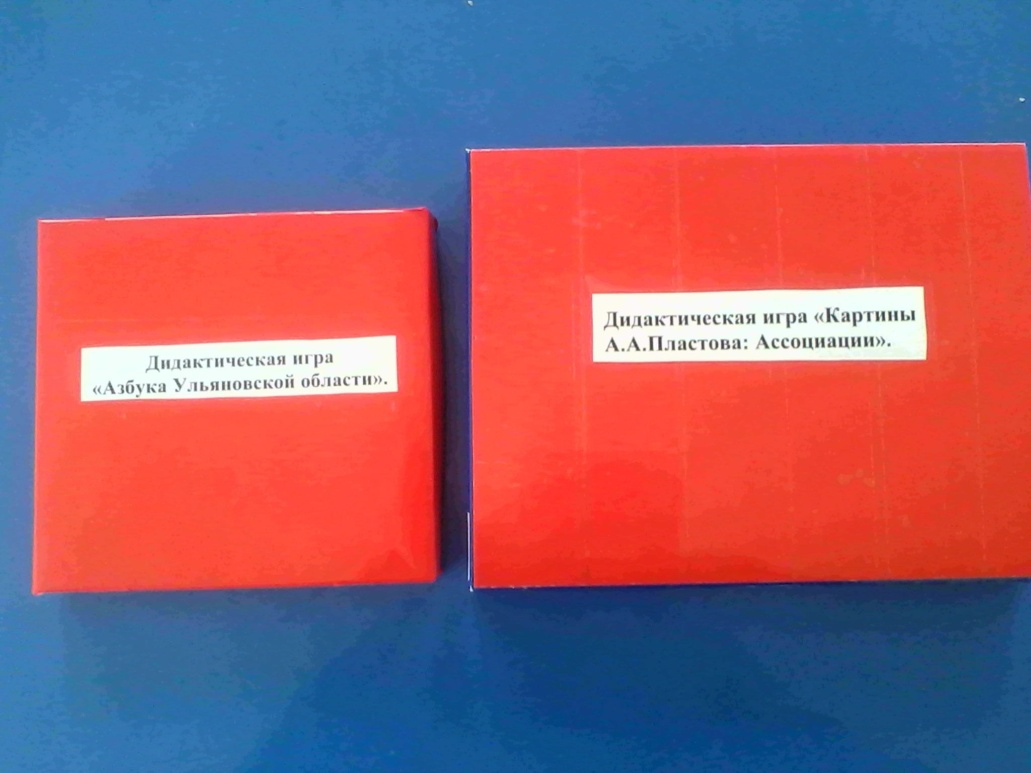 Дидактическая игра
«Азбука Ульяновской области».
Дидактическая игра «Картины
А.А.Пластова: Ассоциации».